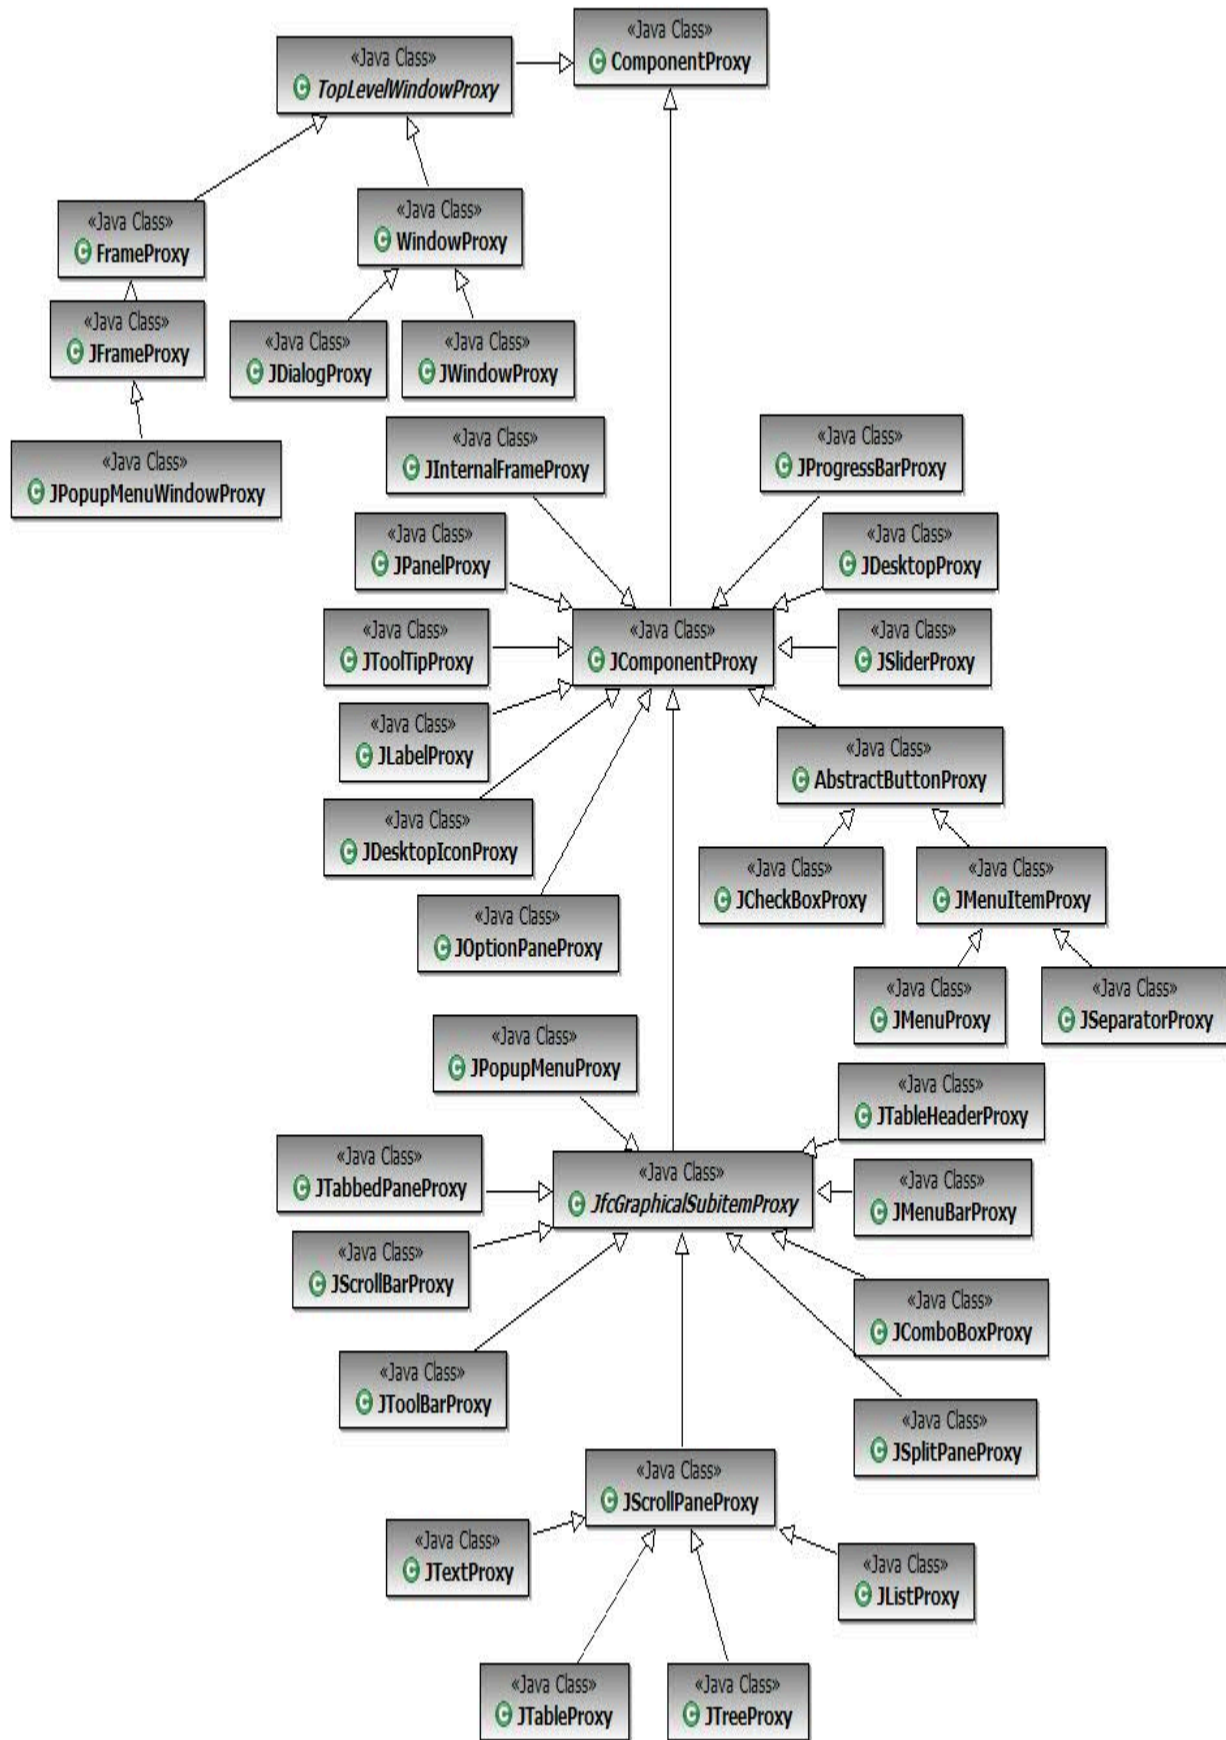 «Java Class»
ComponentProxy
«Java Class»
TopLevelWindowProxy
«Java Class»
FrameProxy
«Java Class»
WindowProxy
«Java Class»
JFrameProxy
«Java Class»
JDialogProxy
«Java Class»
JWindowProxy
«Java Class»
JPopupMenuWindowProxy
«Java Class»
JInternalFrameProxy
«Java Class»
JProgressBarProxy
«Java Class»
JPanelProxy
«Java Class»
JDesktopProxy
«Java Class»
JToolTipProxy
«Java Class»
JComponentProxy
«Java Class»
JSliderProxy
«Java Class»
JLabelProxy
«Java Class»
AbstractButtonProxy
«Java Class»
JDesktopIconProxy
«Java Class»
JCheckBoxProxy
«Java Class»
JMenuItemProxy
«Java Class»
JOptionPaneProxy
«Java Class»
JMenuProxy
«Java Class»
JSeparatorProxy
«Java Class»
JPopupMenuProxy
«Java Class»
JTableHeaderProxy
«Java Class»
JTabbedPaneProxy
«Java Class»
JfcGraphicalSubitemProxy
«Java Class»
JMenuBarProxy
«Java Class»
JScrollBarProxy
«Java Class»
JComboBoxProxy
«Java Class»
JToolBarProxy
«Java Class»
JSplitPaneProxy
«Java Class»
JScrollPaneProxy
«Java Class»
JTextProxy
«Java Class»
JListProxy
«Java Class»
JTableProxy
«Java Class»
JTreeProxy